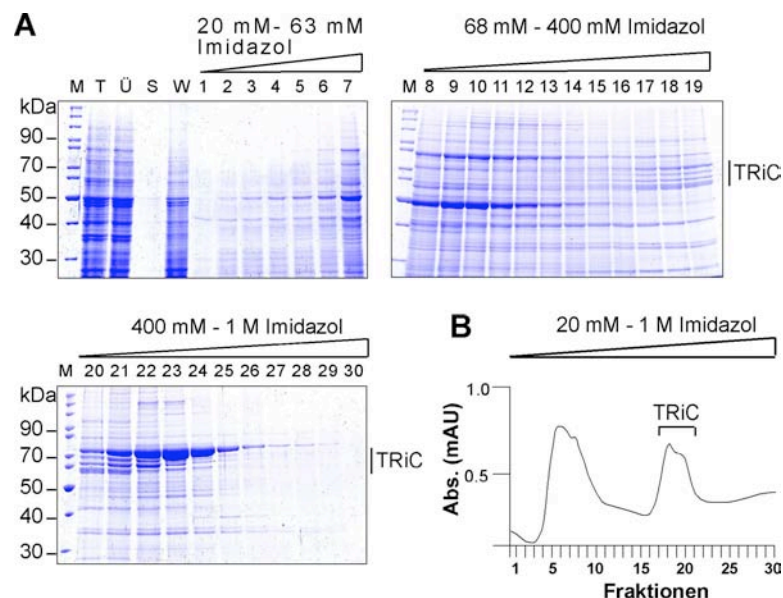 A
20 mM- 63 mM
Imidazol
M T Ü S W 1 2 3 4 5 6 7
kDa
90
70
50
40
30
68 mM - 400 mM Imidazol
M 8 9 10 11 12 13 14 15 16 17 18 19
TRiC
400 mM - 1 M Imidazol
M 20 21 22 23 24 25 26 27 28 29 30
kDa
90
70
50
40
30
TRiC
B
20 mM - 1 M Imidazol
1.0
TRiC
0.5
0
Abs. (mAU)
1 5 10 15 20 30
Fraktionen